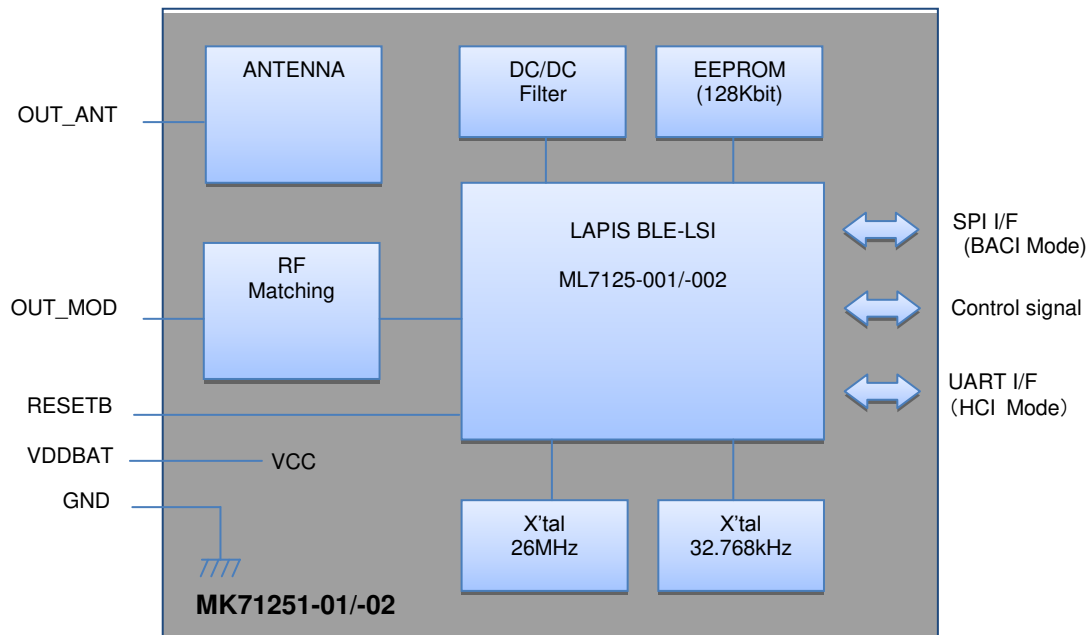 ANTENNA
DC/DC
Filter
EEPROM
(128Kbit)
OUT_ANT
LAPIS BLE-LSI
ML7125-001/-002
SPI I/F
(BACI Mode)
RF
Matching
OUT_MOD
Control signal
UART I/F
(HCI Mode)
RESETB
VDDBAT
VCC
GND
X'tal
26MHz
X'tal
32.768kHz
MK71251-01/-02